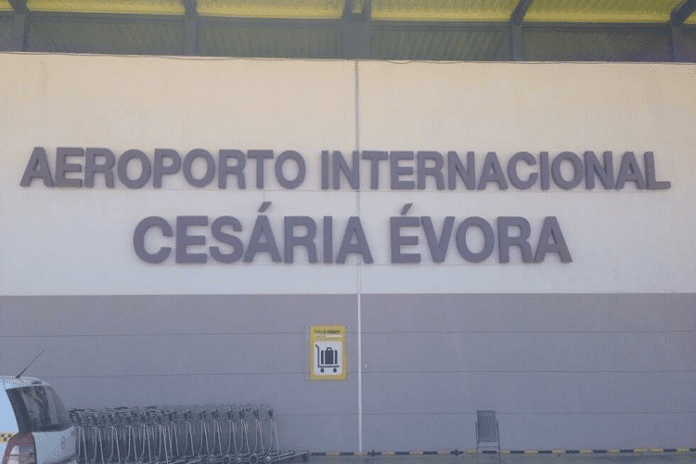 AEROPORTO INTERNACIONAL
CESÁRIA ÉVORA